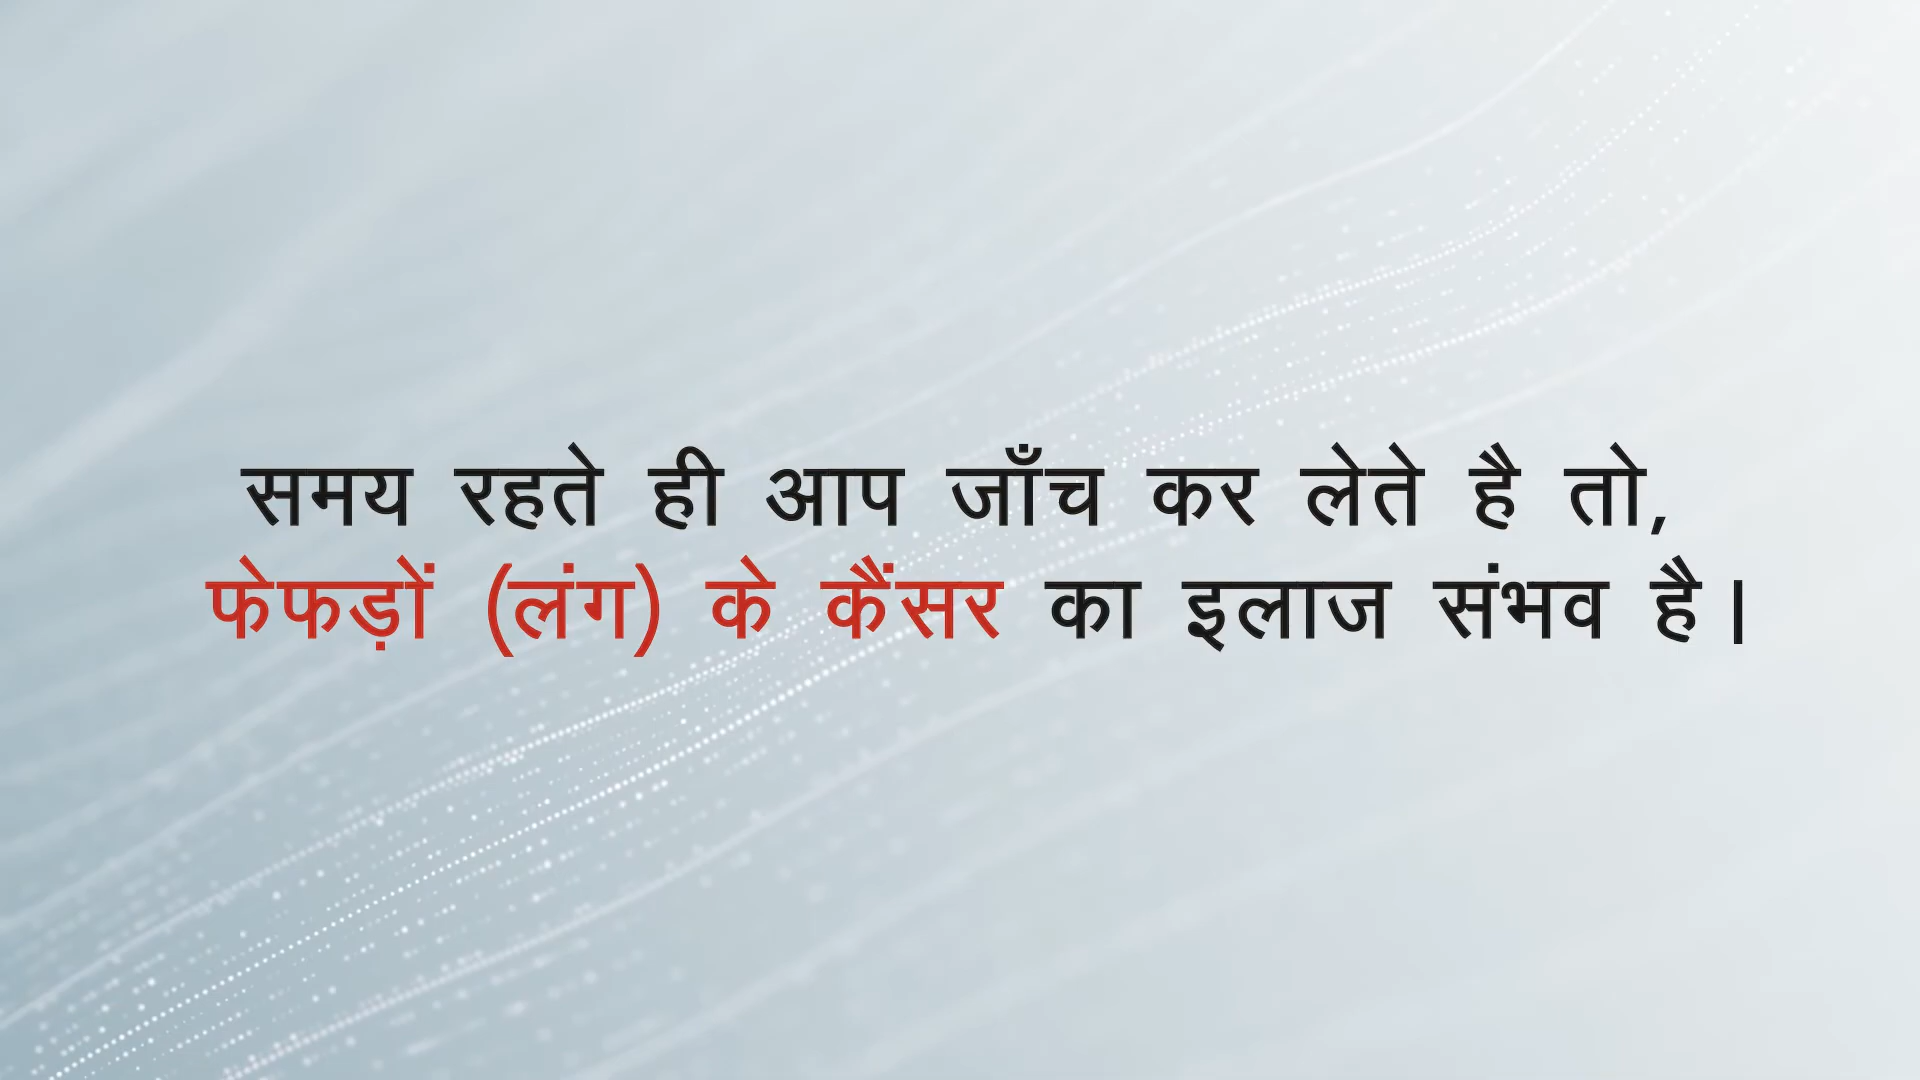 समय रहते ही आप जाँच कर लेते है तो,
फेफड़ों (लंग) के कैंसर का इलाज संभव है।